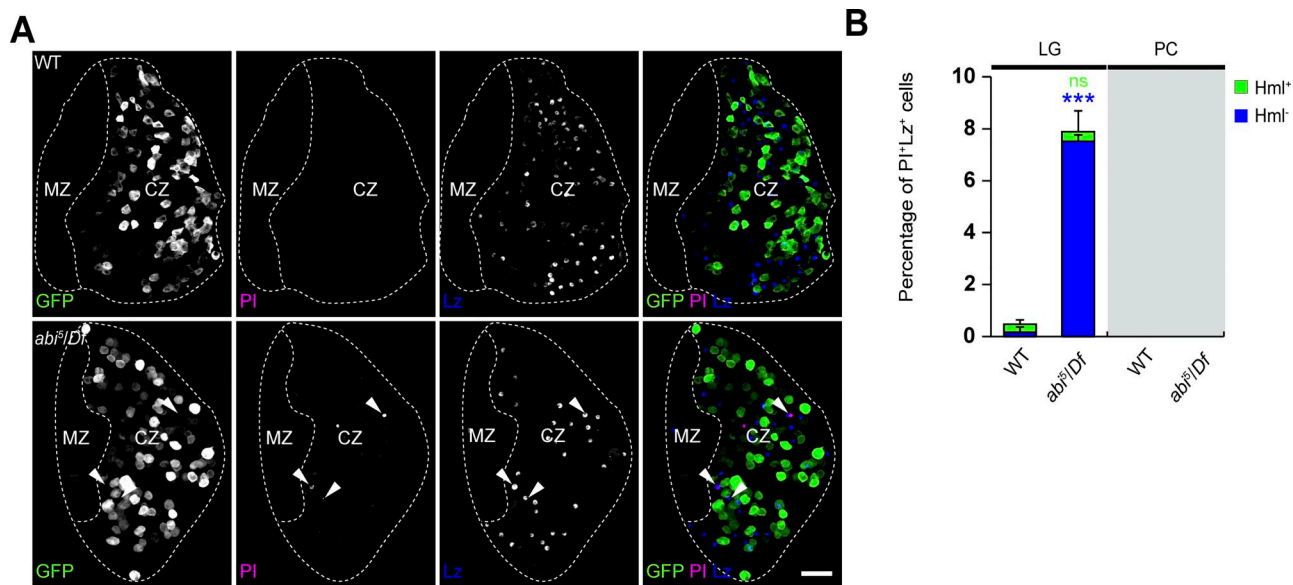 A
WT
MZ
CZ
GFP
MZ
CZ
PI
MZ
CZ
Lz
MZ
CZ
GFP PI Lz
abi⁵/Df
MZ
CZ
GFP
MZ
CZ
PI
MZ
CZ
Lz
MZ
CZ
GFP PI Lz
B
LG
PC
Percentage of PI⁺Lz⁺ cells
10
8
6
4
2
0
ns
***
WT
abi⁵/Df
WT
abi⁵/Df
Hml⁺
Hml⁻